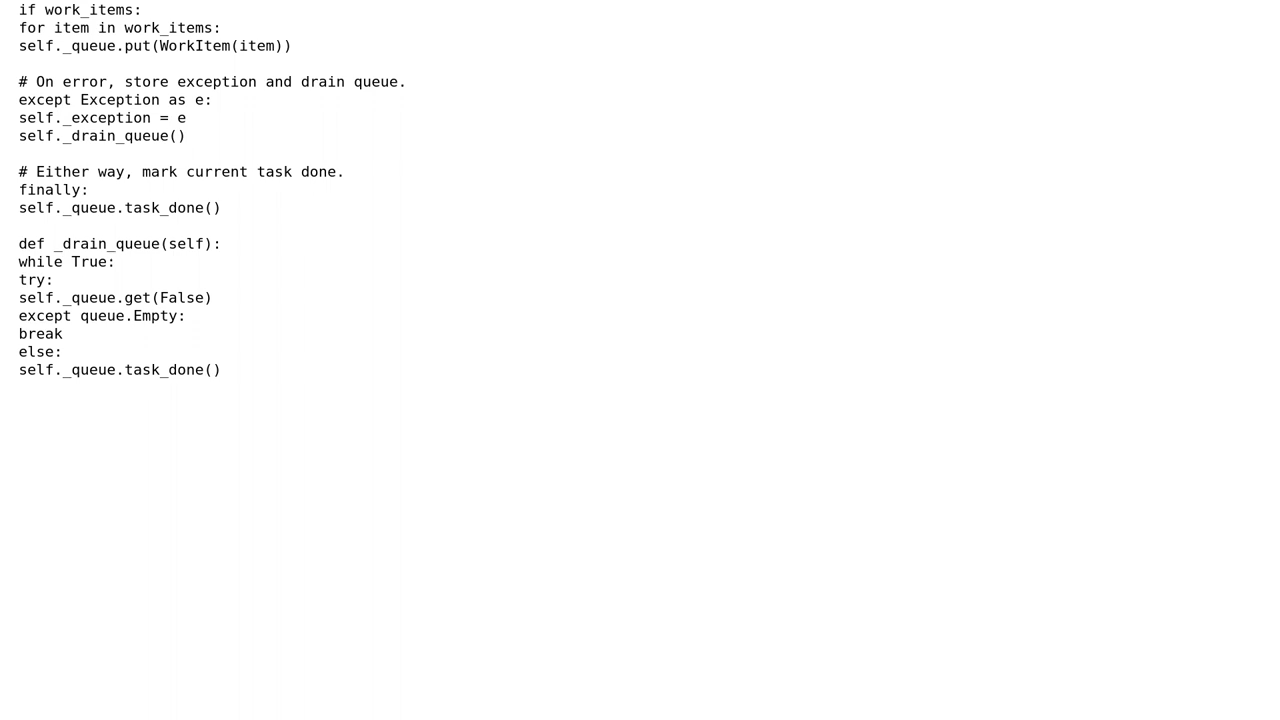 if work_items:
for item in work_items:
self._queue.put(WorkItem(item))

# On error, store exception and drain queue.
except Exception as e:
self._exception = e
self._drain_queue()

# Either way, mark current task done.
finally:
self._queue.task_done()

def _drain_queue(self):
while True:
try:
self._queue.get(False)
except queue.Empty:
break
else:
self._queue.task_done()